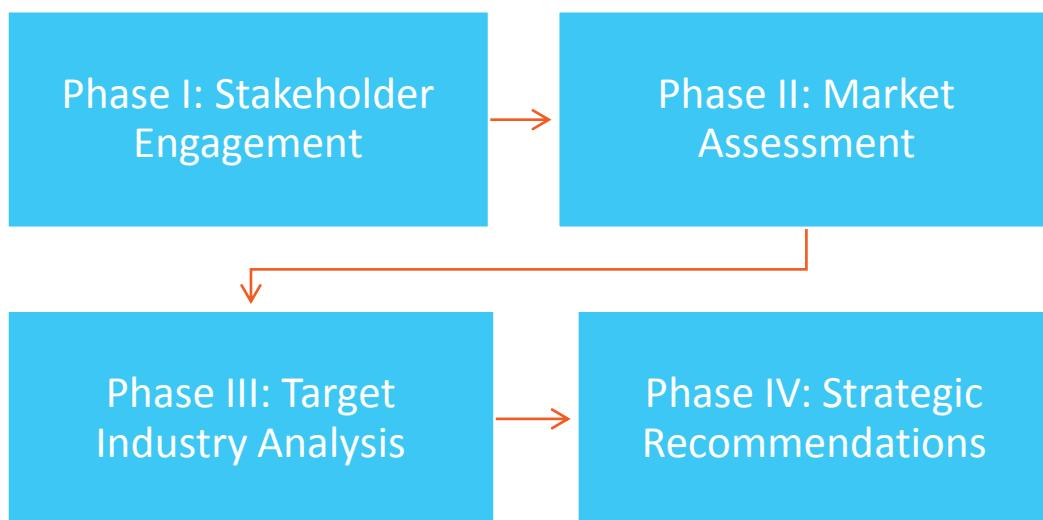 Phase I: Stakeholder
Engagement
Phase II: Market
Assessment
Phase III: Target
Industry Analysis
Phase IV: Strategic
Recommendations